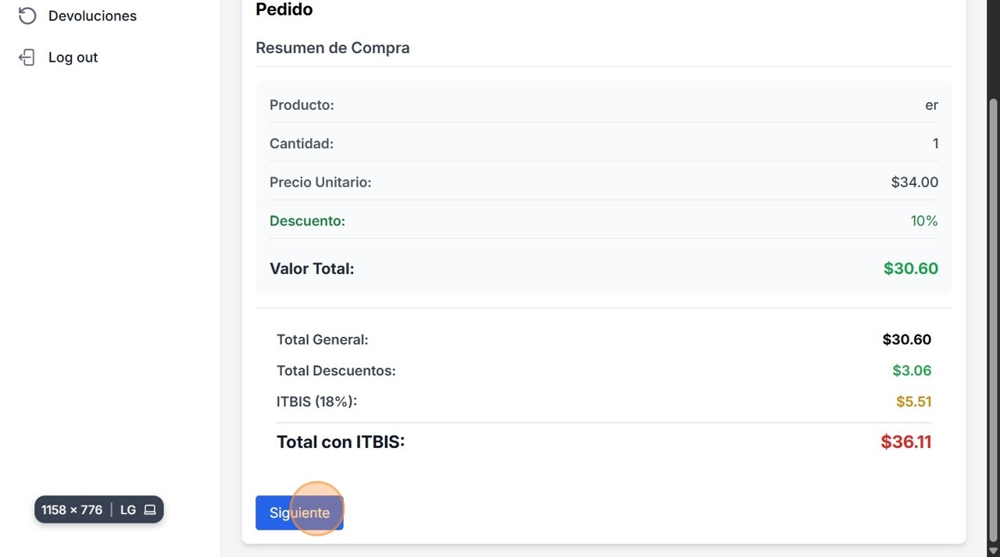 Devoluciones
Log out
Pedido
Resumen de Compra
Producto: er
Cantidad: 1
Precio Unitario: $34.00
Descuento: 10%
Valor Total: $30.60
Total General: $30.60
Total Descuentos: $3.06
ITBIS (18%): $5.51
Total con ITBIS: $36.11
Siguiente
1158 × 776 | LG